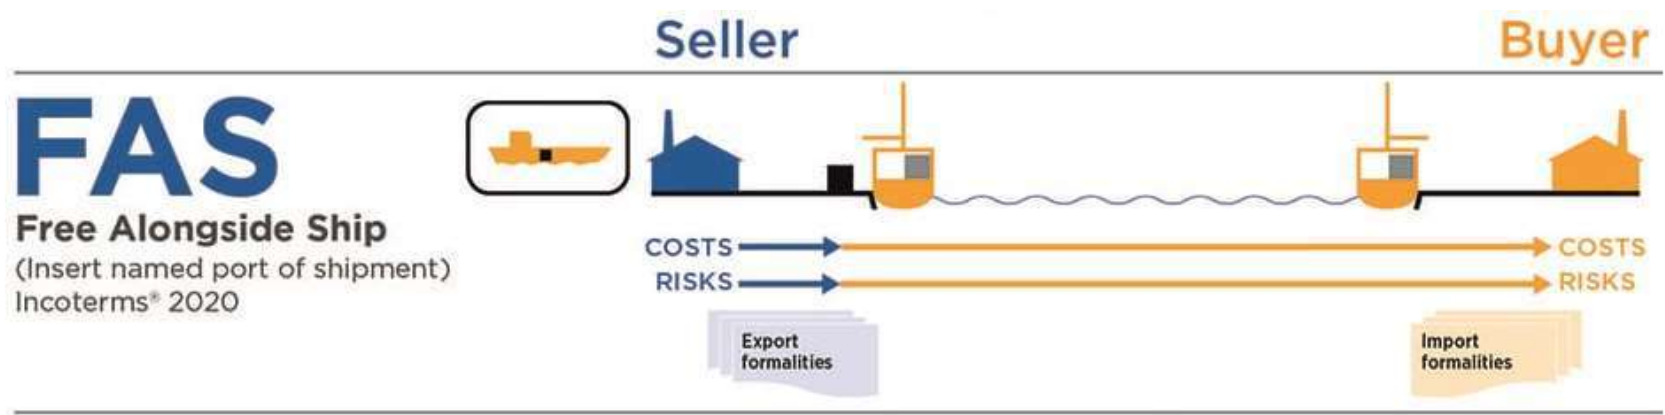 Seller
Buyer
FAS
Free Alongside Ship
(Insert named port of shipment)
Incoterms® 2020
COSTS
COSTS
RISKS
RISKS
Export
formalities
Import
formalities